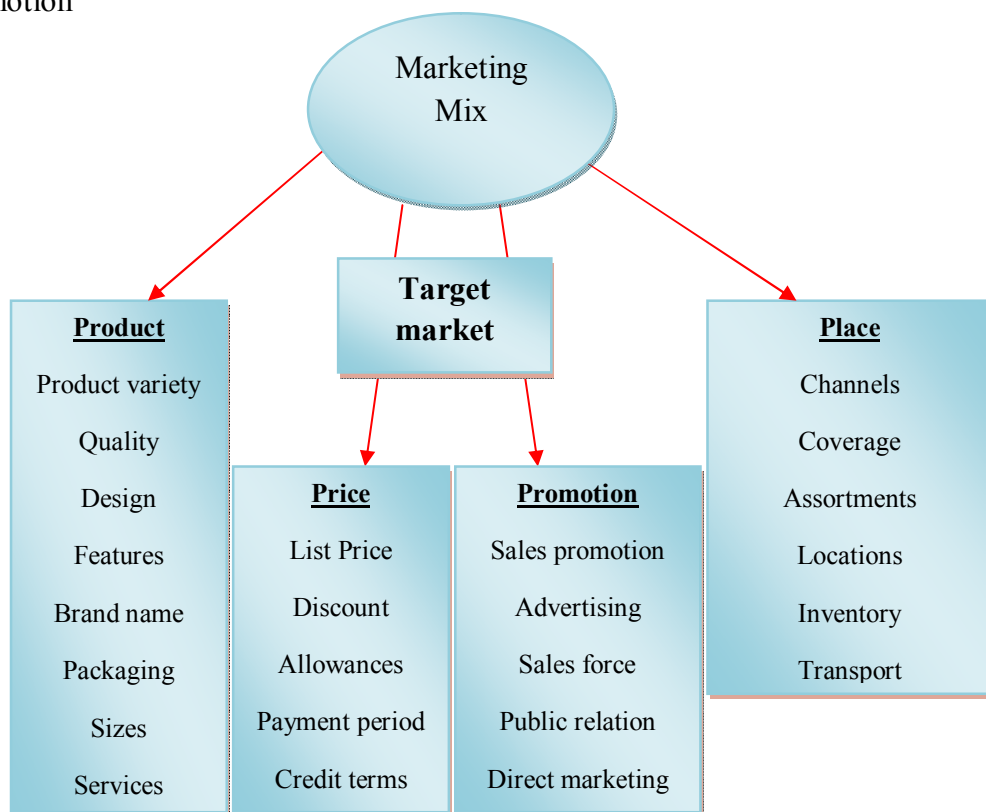 Marketing
Mix
Target
market
Product
Product variety
Quality
Design
Features
Brand name
Packaging
Sizes
Services
Price
List Price
Discount
Allowances
Payment period
Credit terms
Promotion
Sales promotion
Advertising
Sales force
Public relation
Direct marketing
Place
Channels
Coverage
Assortments
Locations
Inventory
Transport